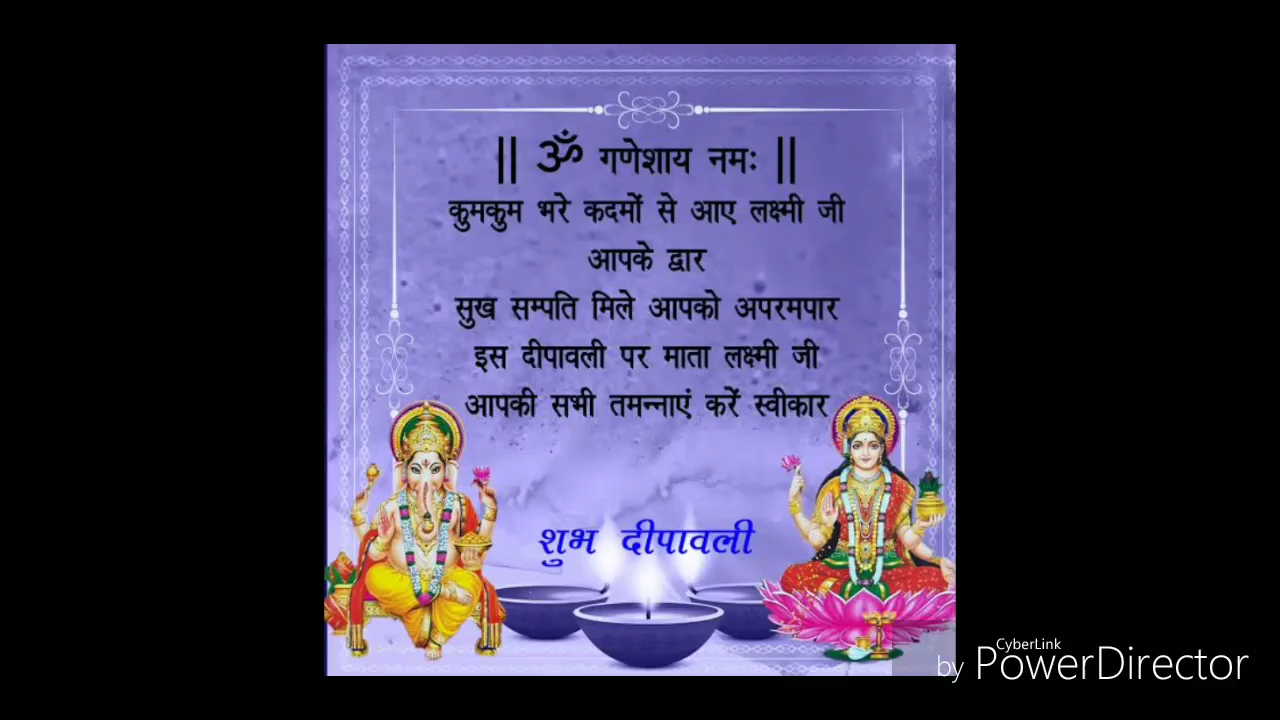 || ॐ गणेशाय नमः ||
कुमकुम भरे कदमों से आए लक्ष्मी जी
आपके द्वार
सुख सम्पति मिले आपको अपरमपार
इस दीपावली पर माता लक्ष्मी जी
आपकी सभी तमन्नाएं करें स्वीकार
शुभ दीपावली
CyberLink
by PowerDirector